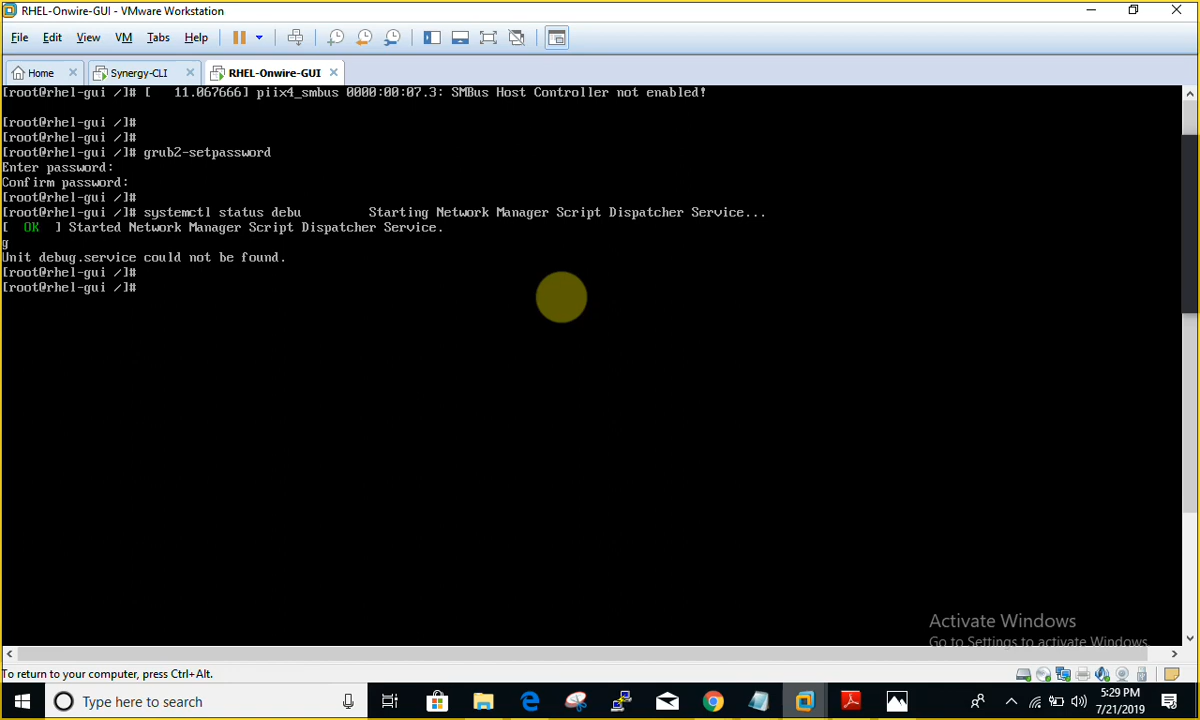 RHEL-Onwire-GUI - VMware Workstation
File Edit View VM Tabs Help
Home Synergy-CLI RHEL-Onwire-GUI
[root@rhel-gui /]# [   11.067666] piix4_smbus 0000:00:07.3: SMBus Host Controller not enabled!
[root@rhel-gui /]#
[root@rhel-gui /]#
[root@rhel-gui /]# grub2-setpassword
Enter password:
Confirm password:
[root@rhel-gui /]#
[root@rhel-gui /]# systemctl status debu         Starting Network Manager Script Dispatcher Service...
[  OK  ] Started Network Manager Script Dispatcher Service.
g
Unit debug.service could not be found.
[root@rhel-gui /]#
[root@rhel-gui /]#
Activate Windows
Go to Settings to activate Windows.
To return to your computer, press Ctrl+Alt.
Type here to search
5:29 PM
7/21/2019